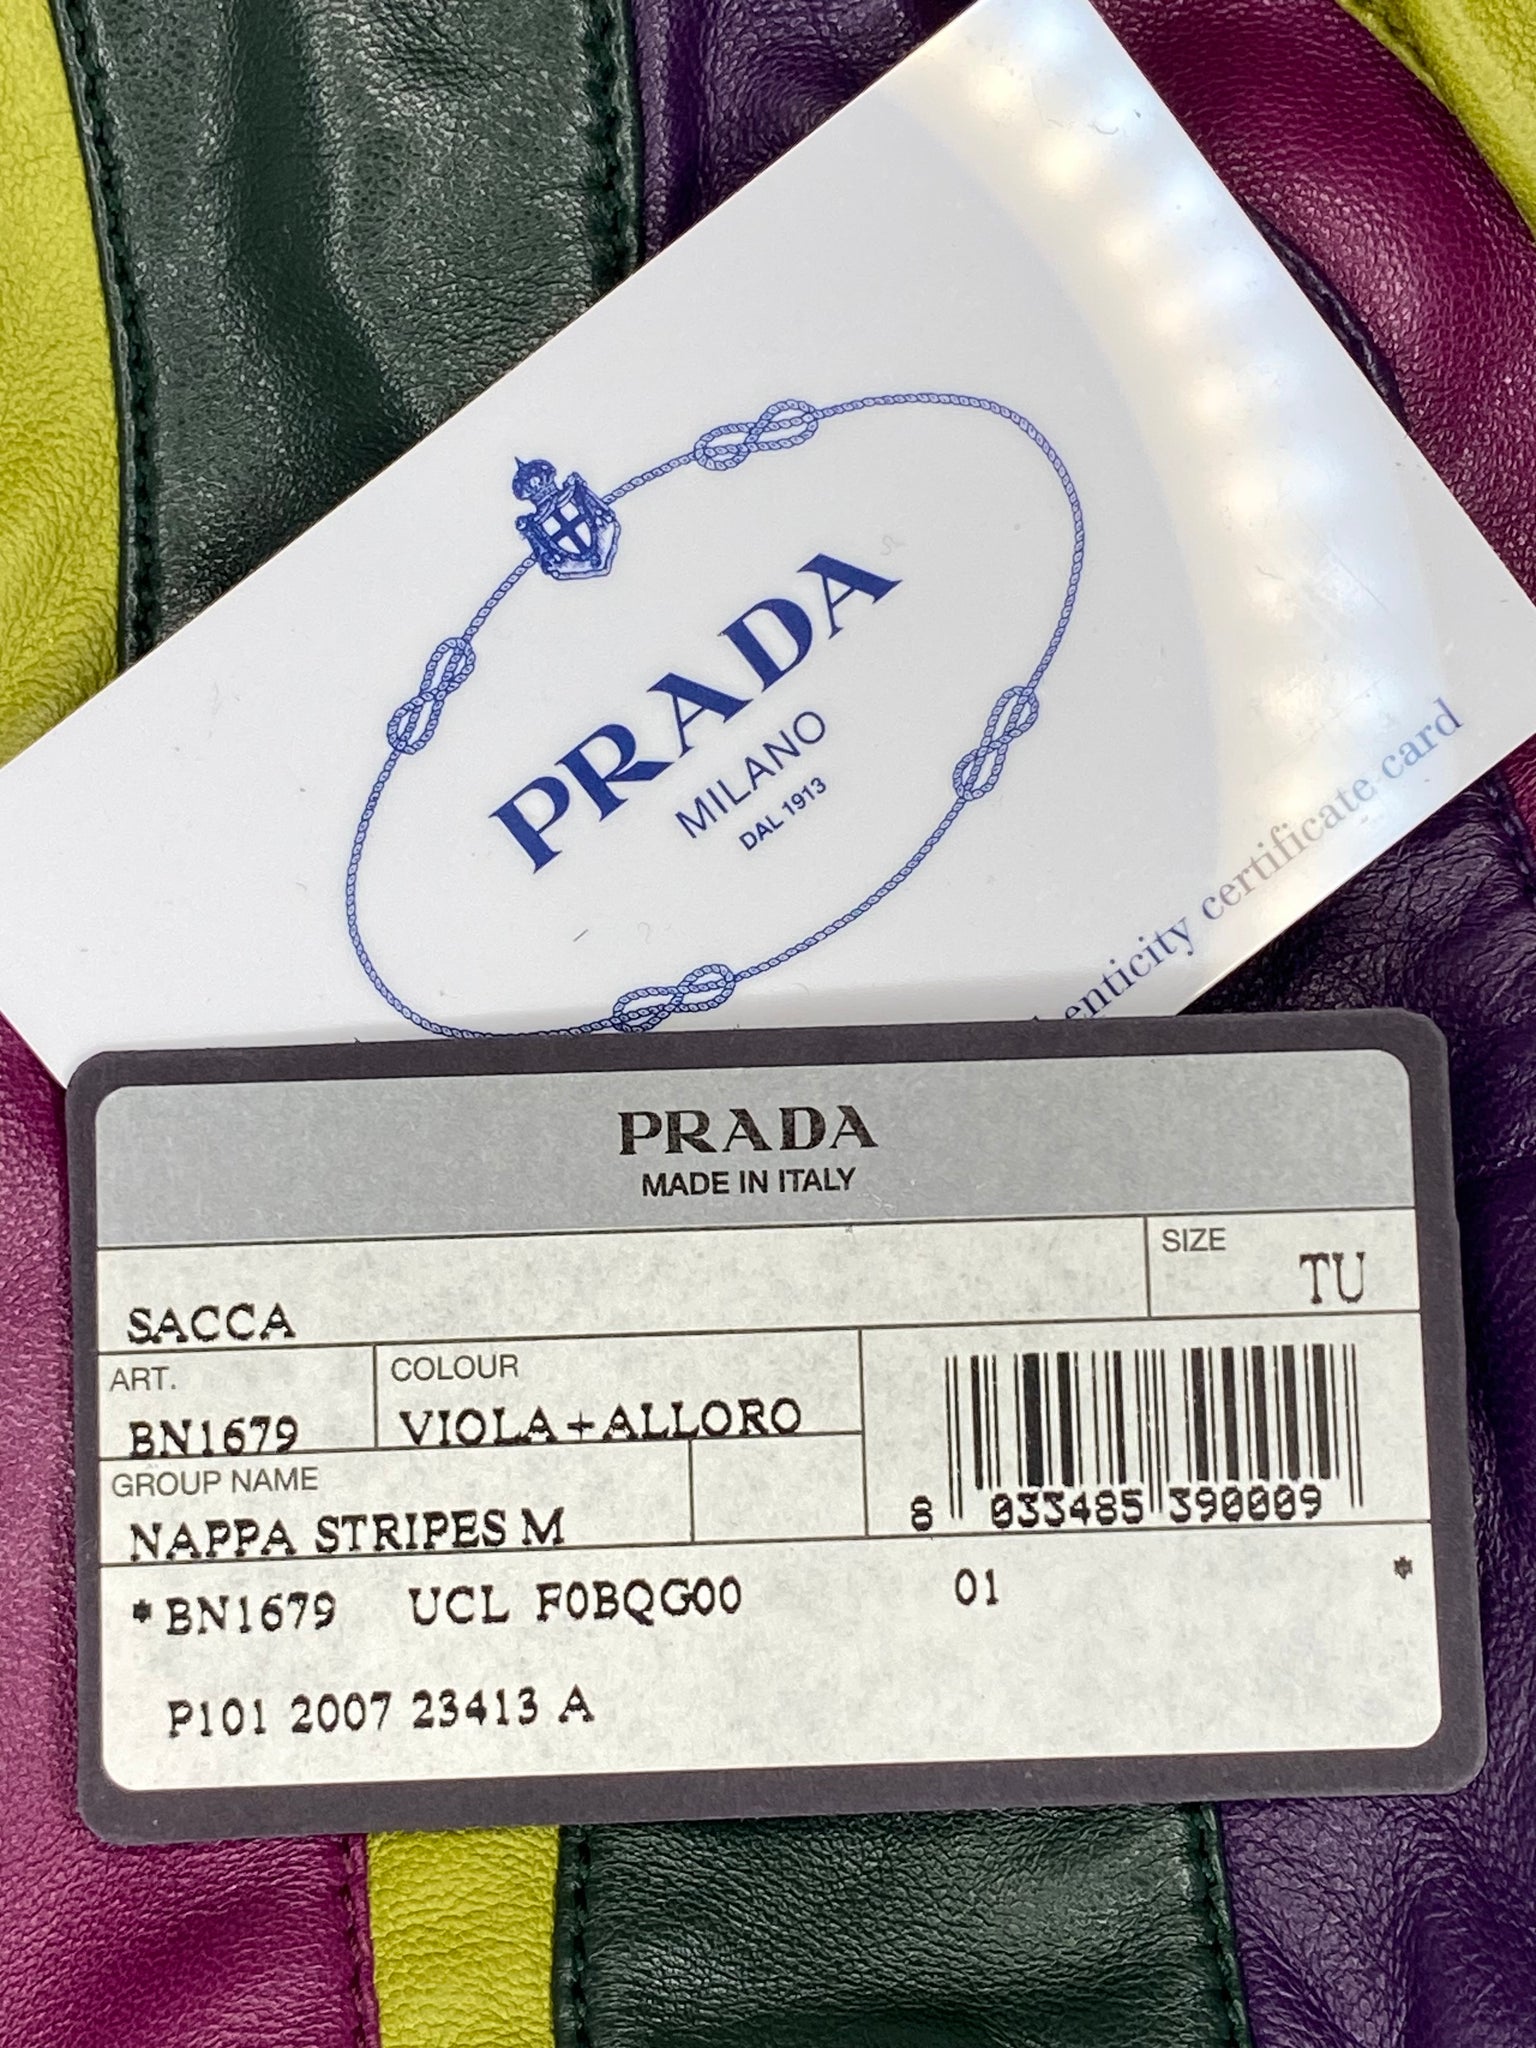 PRADA
MILANO
DAL 1913
certificate card
PRADA
MADE IN ITALY
SACCA
SIZE
TU
ART.
BN1679
COLOUR
VIOLA+ALLORO
GROUP NAME
NAPPA STRIPES M
8 033485 390009
*BN1679 UCL F0BQG00 01 *
P101 2007 23413 A